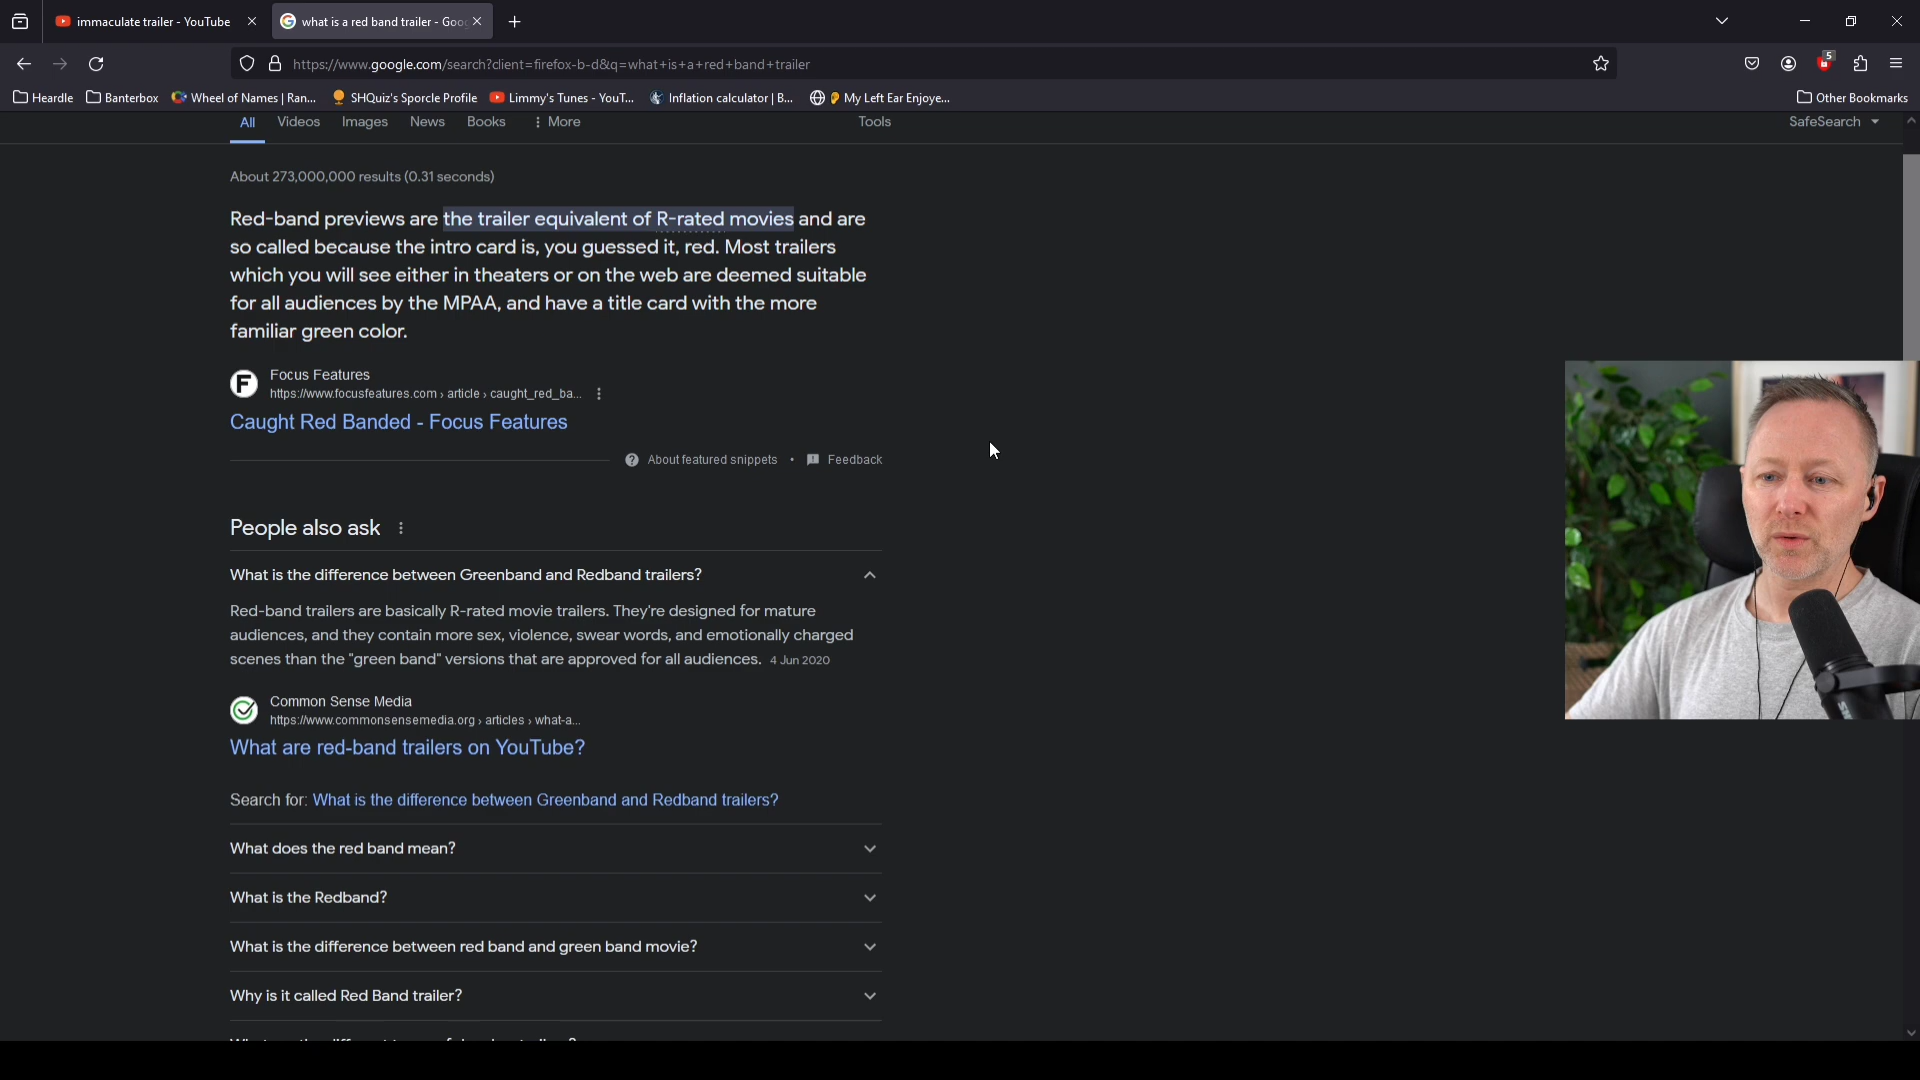 immaculate trailer - YouTube
what is a red band trailer - Goo
https://www.google.com/search?client=firefox-b-d&q=what+is+a+red+band+trailer
5
Heardle
Banterbox
Wheel of Names | Ran...
SHQuiz's Sporcle Profile
Limmy's Tunes - YouT...
Inflation calculator | B...
My Left Ear Enjoye...
Other Bookmarks
All
Videos
Images
News
Books
More
Tools
SafeSearch
About 273,000,000 results (0.31 seconds)
Red-band previews are the trailer equivalent of R-rated movies and are
so called because the intro card is, you guessed it, red. Most trailers
which you will see either in theaters or on the web are deemed suitable
for all audiences by the MPAA, and have a title card with the more
familiar green color.
F
Focus Features
https://www.focusfeatures.com › article › caught_red_ba...
Caught Red Banded - Focus Features
About featured snippets
•
Feedback
People also ask
What is the difference between Greenband and Redband trailers?
Red-band trailers are basically R-rated movie trailers. They're designed for mature
audiences, and they contain more sex, violence, swear words, and emotionally charged
scenes than the "green band" versions that are approved for all audiences. 4 Jun 2020
Common Sense Media
https://www.commonsensemedia.org › articles › what-a...
What are red-band trailers on YouTube?
Search for: What is the difference between Greenband and Redband trailers?
What does the red band mean?
What is the Redband?
What is the difference between red band and green band movie?
Why is it called Red Band trailer?